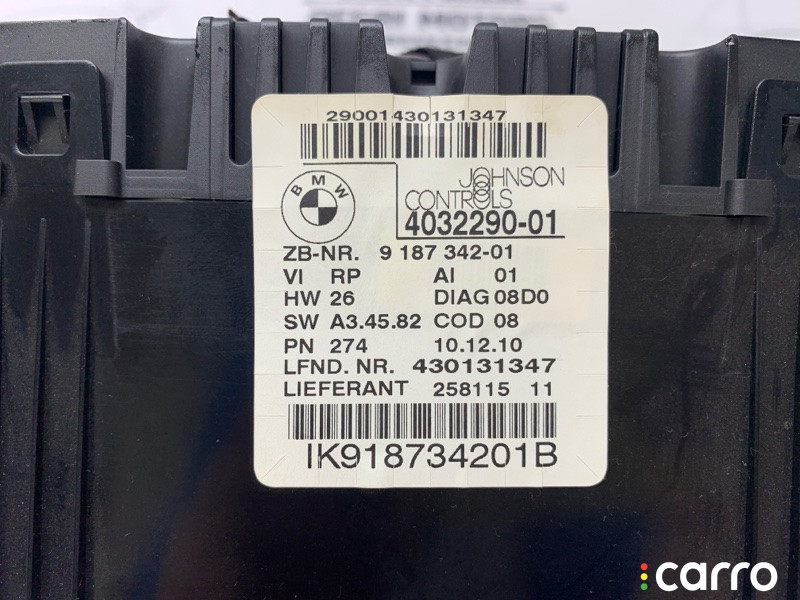 29001430131347
BMW
JOHNSON
CONTROLS
4032290-01
ZB-NR. 9 187 342-01
VI RP AI 01
HW 26 DIAG 08D0
SW A3.45.82 COD 08
PN 274 10.12.10
LFND. NR. 430131347
LIEFERANT 258115 11
IK918734201B
carro